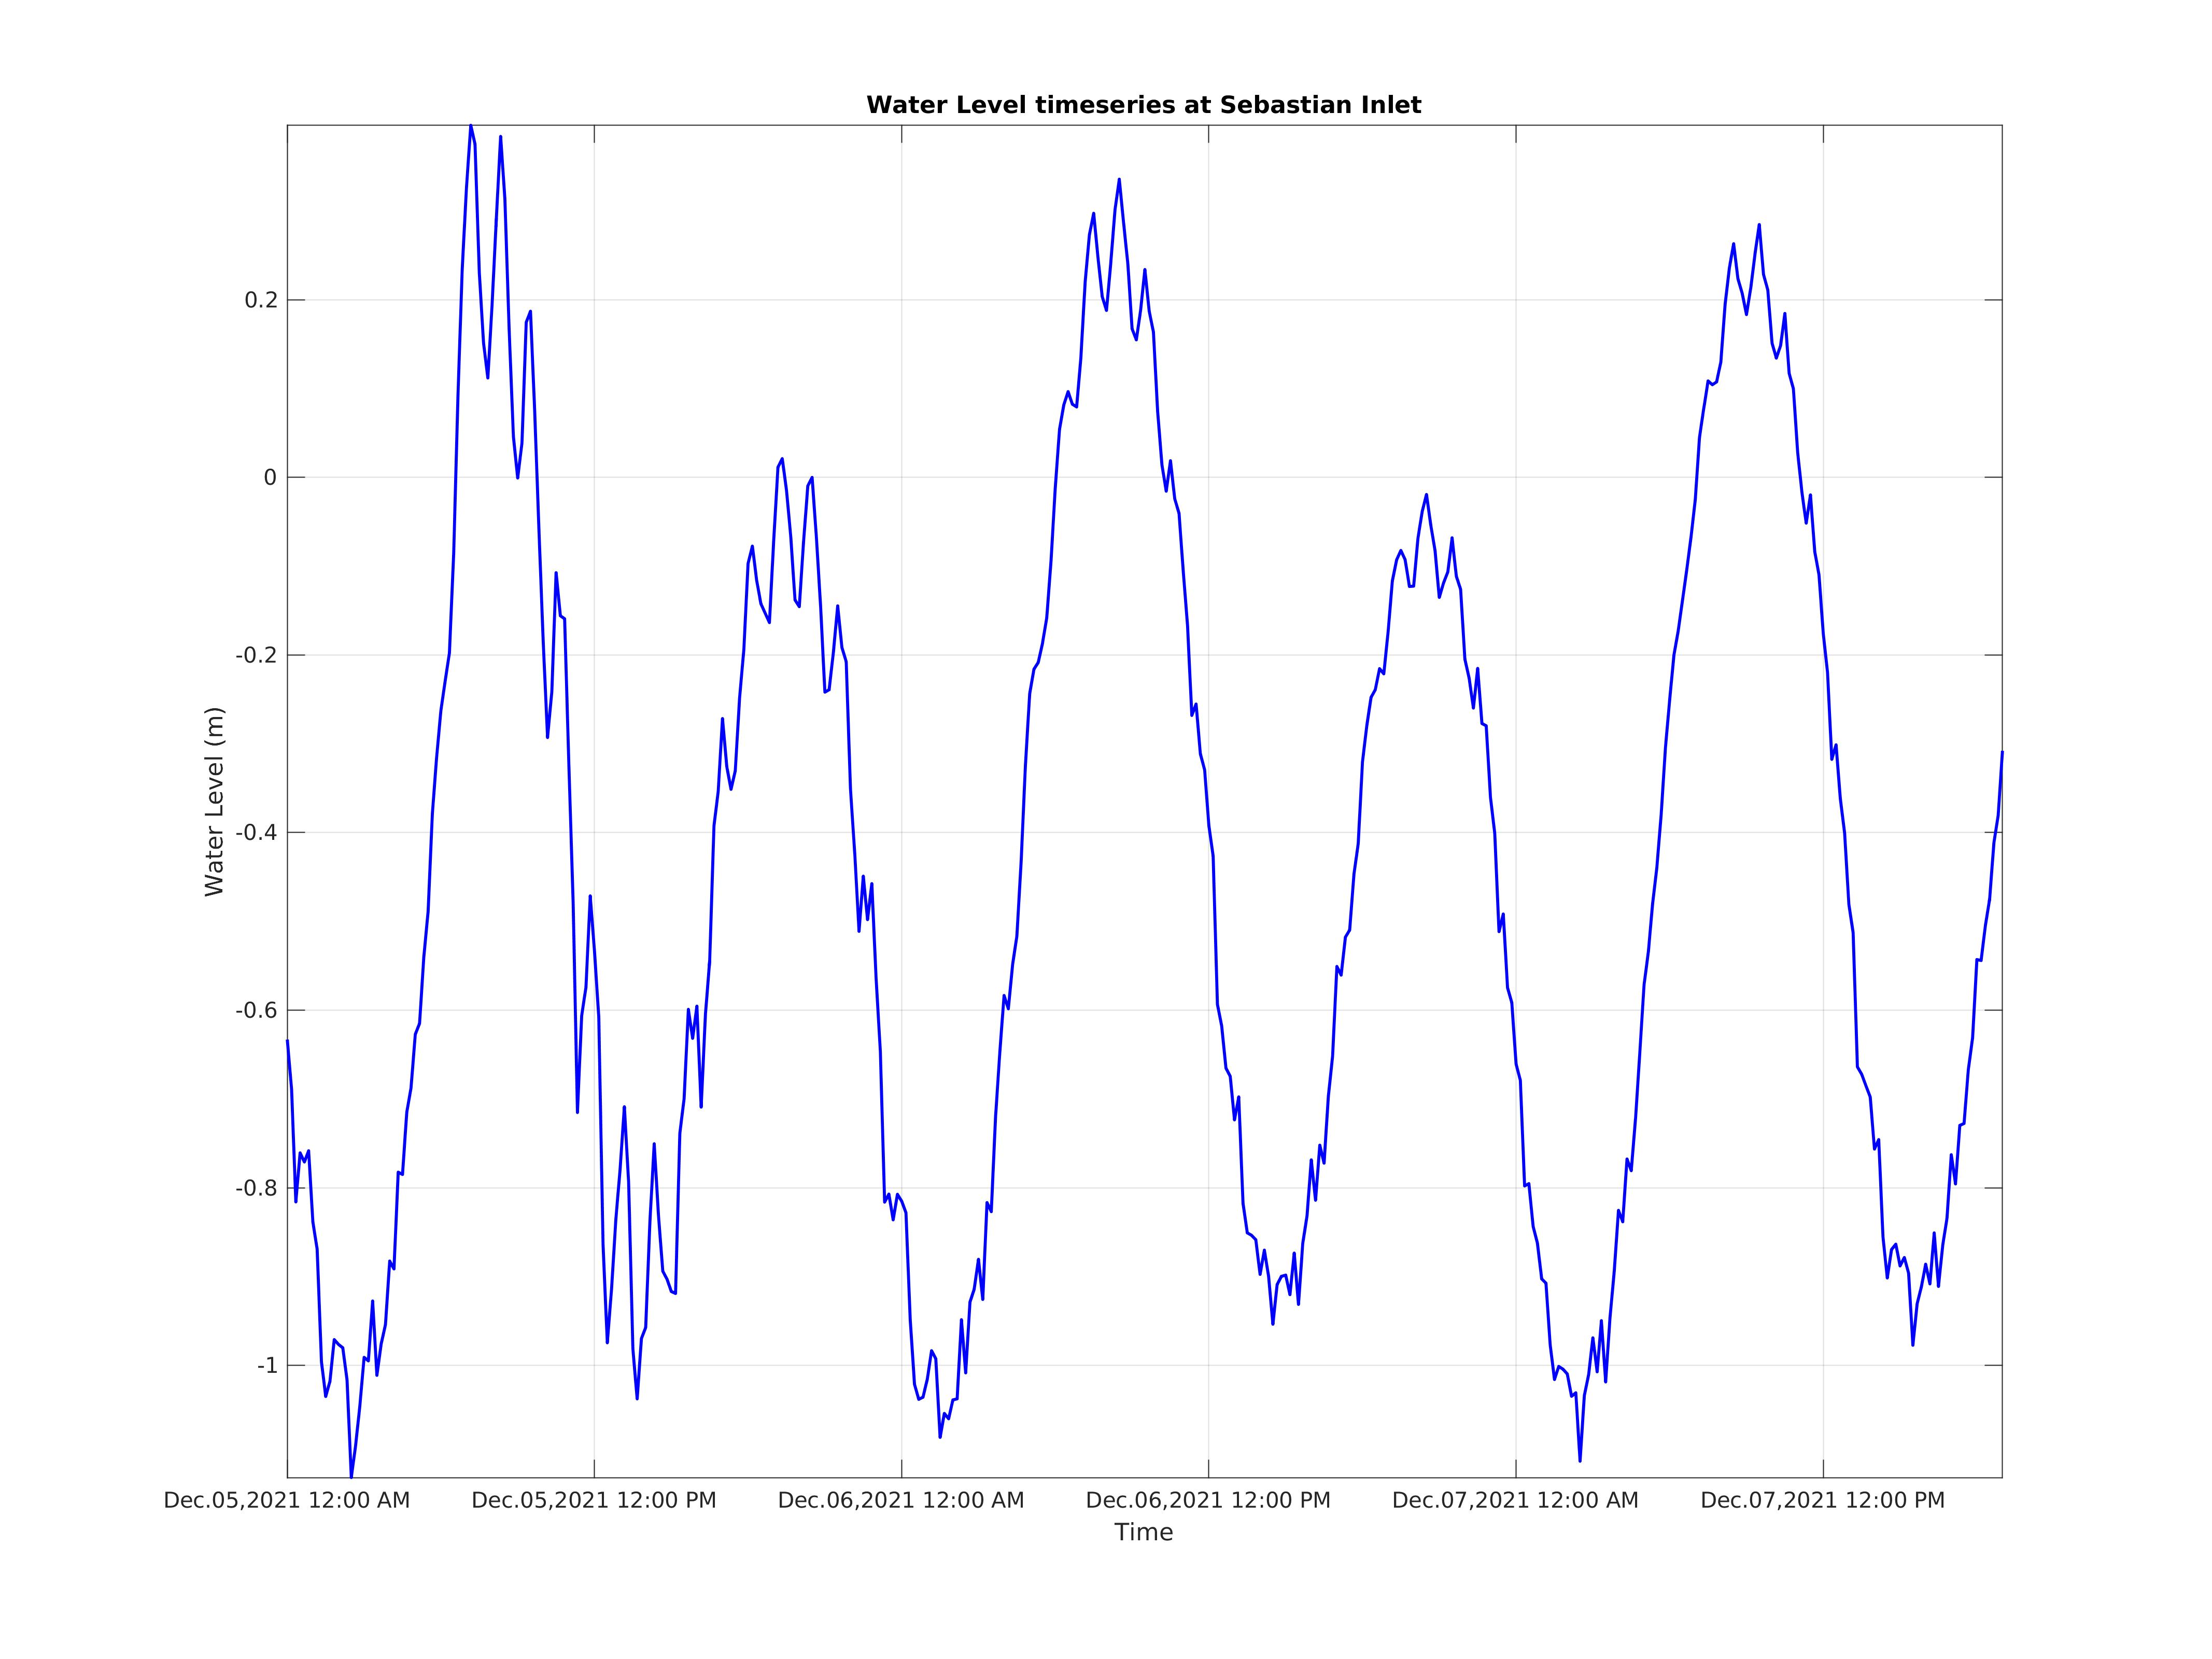 Water Level timeseries at Sebastian Inlet
0.2
0
-0.2
-0.4
-0.6
-0.8
-1
Water Level (m)
Dec.05,2021 12:00 AM
Dec.05,2021 12:00 PM
Dec.06,2021 12:00 AM
Dec.06,2021 12:00 PM
Dec.07,2021 12:00 AM
Dec.07,2021 12:00 PM
Time